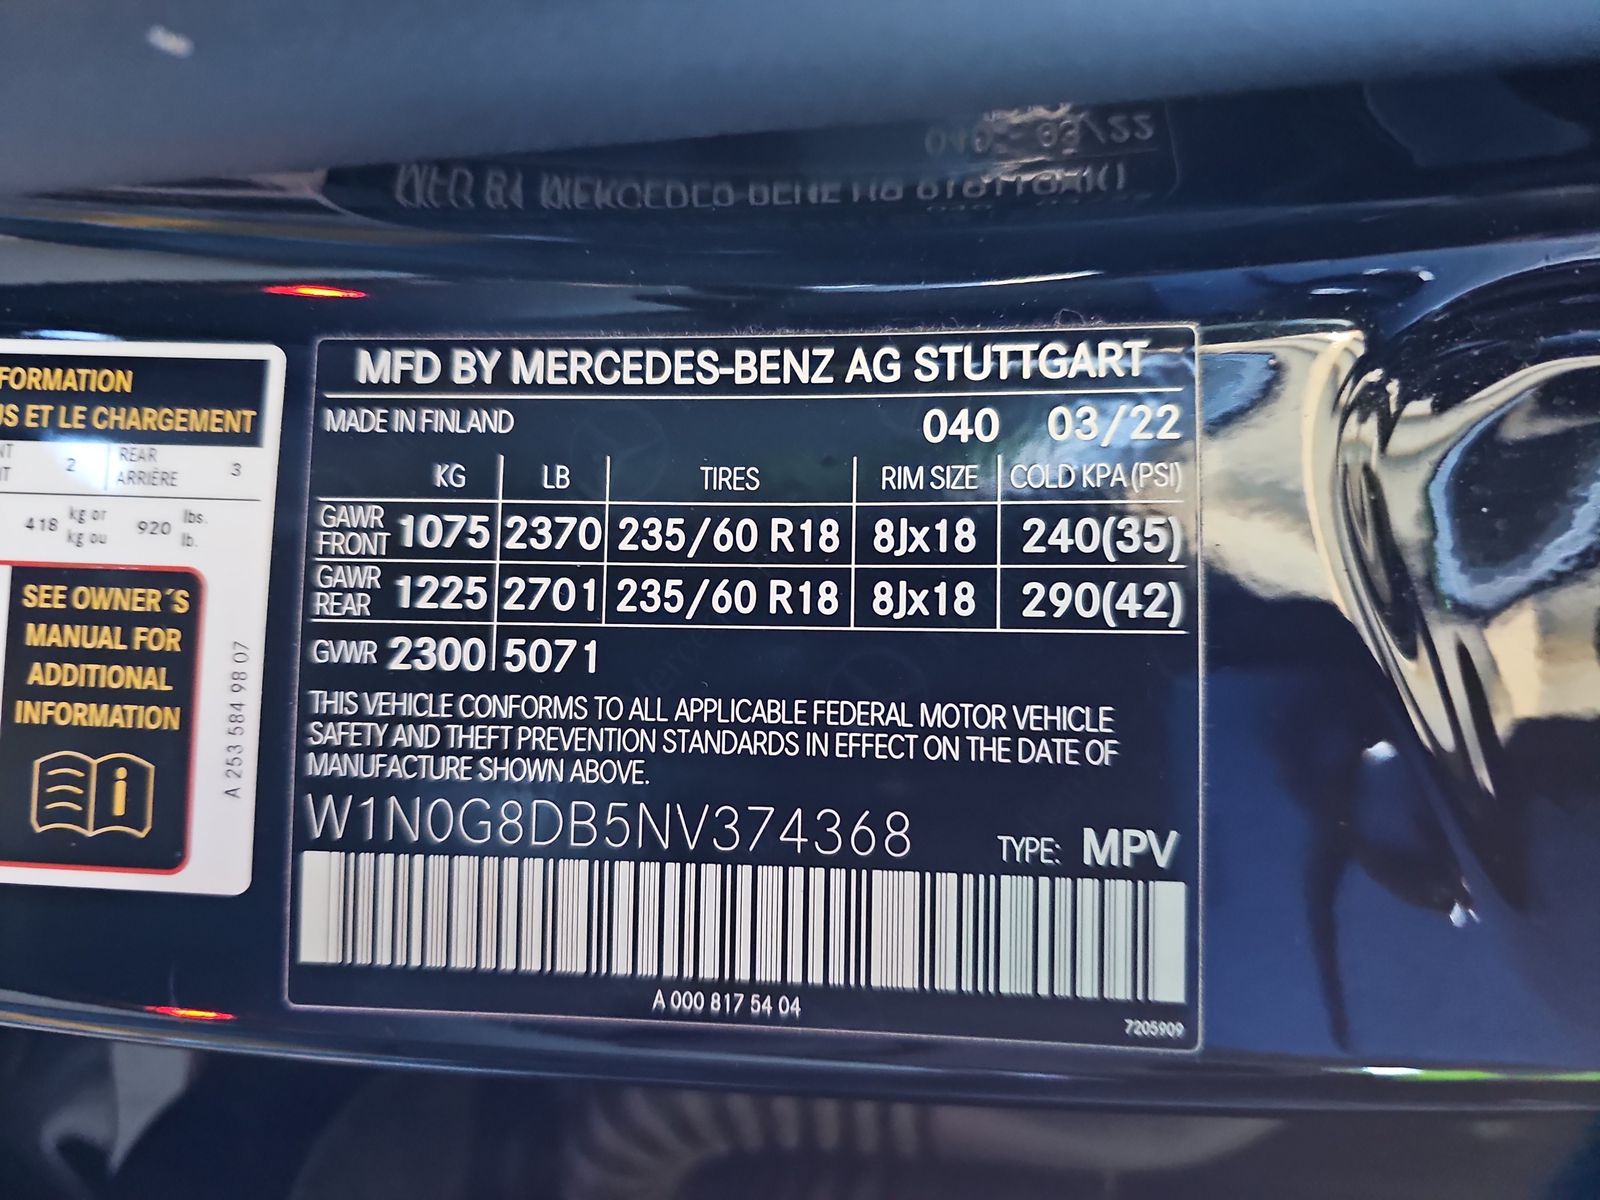 FORMATION
S ET LE CHARGEMENT
2
REAR
ARRIÈRE
3
418 kg or
kg ou
920 lbs.
lb.
SEE OWNER´S
MANUAL FOR
ADDITIONAL
INFORMATION
i
A 253 584 98 07
MFD BY MERCEDES-BENZ AG STUTTGART
MADE IN FINLAND 040 03/22
KG LB TIRES RIM SIZE COLD KPA (PSI)
GAWR
FRONT 1075 2370 235/60 R18 8Jx18 240(35)
GAWR
REAR 1225 2701 235/60 R18 8Jx18 290(42)
GVWR 2300 5071
THIS VEHICLE CONFORMS TO ALL APPLICABLE FEDERAL MOTOR VEHICLE
SAFETY AND THEFT PREVENTION STANDARDS IN EFFECT ON THE DATE OF
MANUFACTURE SHOWN ABOVE.
W1N0G8DB5NV374368 TYPE: MPV
A 000 817 54 04
7205909